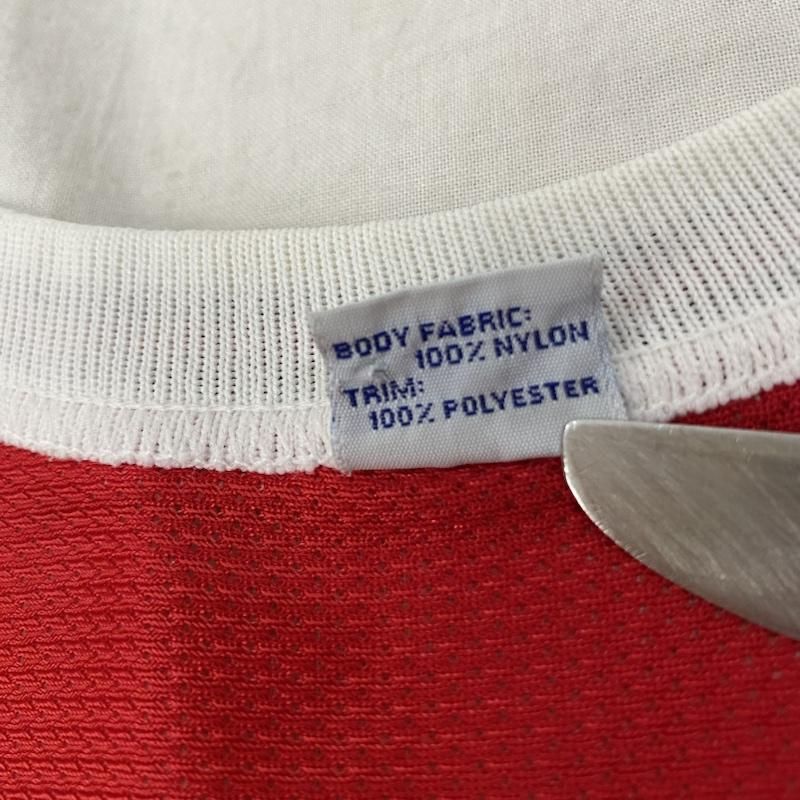 BODY FABRIC:
100% NYLON
TRIM:
100% POLYESTER